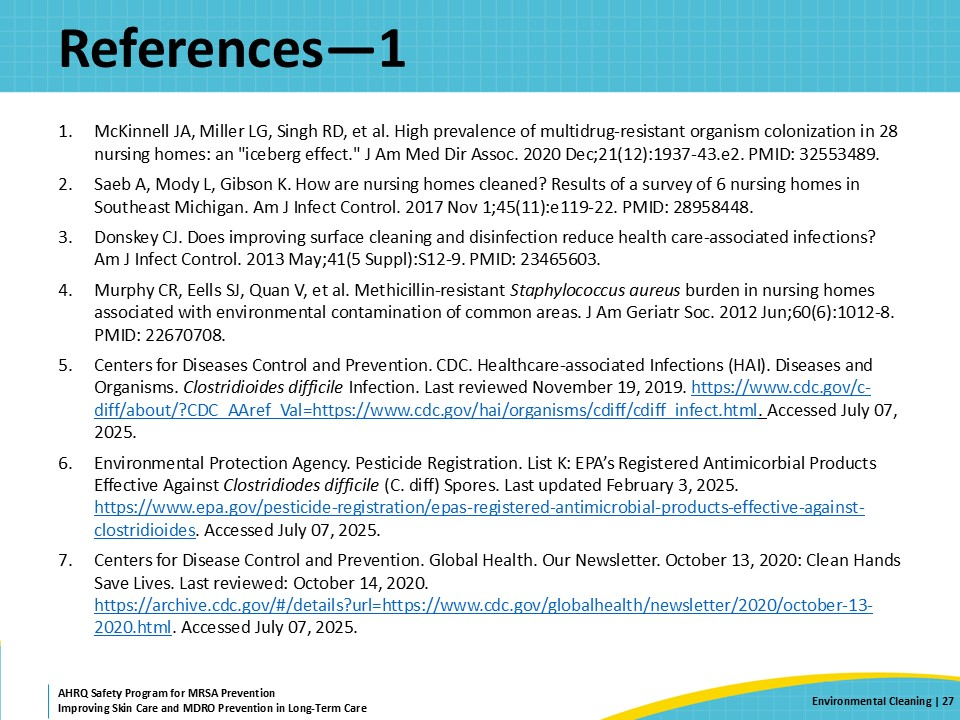 References—1
1. McKinnell JA, Miller LG, Singh RD, et al. High prevalence of multidrug-resistant organism colonization in 28
nursing homes: an "iceberg effect." J Am Med Dir Assoc. 2020 Dec;21(12):1937-43.e2. PMID: 32553489.
2. Saeb A, Mody L, Gibson K. How are nursing homes cleaned? Results of a survey of 6 nursing homes in
Southeast Michigan. Am J Infect Control. 2017 Nov 1;45(11):e119-22. PMID: 28958448.
3. Donskey CJ. Does improving surface cleaning and disinfection reduce health care-associated infections?
Am J Infect Control. 2013 May;41(5 Suppl):S12-9. PMID: 23465603.
4. Murphy CR, Eells SJ, Quan V, et al. Methicillin-resistant Staphylococcus aureus burden in nursing homes
associated with environmental contamination of common areas. J Am Geriatr Soc. 2012 Jun;60(6):1012-8.
PMID: 22670708.
5. Centers for Diseases Control and Prevention. CDC. Healthcare-associated Infections (HAI). Diseases and
Organisms. Clostridioides difficile Infection. Last reviewed November 19, 2019. https://www.cdc.gov/c-
diff/about/?CDC_AAref_Val=https://www.cdc.gov/hai/organisms/cdiff/cdiff_infect.html. Accessed July 07,
2025.
6. Environmental Protection Agency. Pesticide Registration. List K: EPA’s Registered Antimicorbial Products
Effective Against Clostridiodes difficile (C. diff) Spores. Last updated February 3, 2025.
https://www.epa.gov/pesticide-registration/epas-registered-antimicrobial-products-effective-against-
clostridioides. Accessed July 07, 2025.
7. Centers for Disease Control and Prevention. Global Health. Our Newsletter. October 13, 2020: Clean Hands
Save Lives. Last reviewed: October 14, 2020.
https://archive.cdc.gov/#/details?url=https://www.cdc.gov/globalhealth/newsletter/2020/october-13-
2020.html. Accessed July 07, 2025.
AHRQ Safety Program for MRSA Prevention
Improving Skin Care and MDRO Prevention in Long-Term Care
Environmental Cleaning | 27